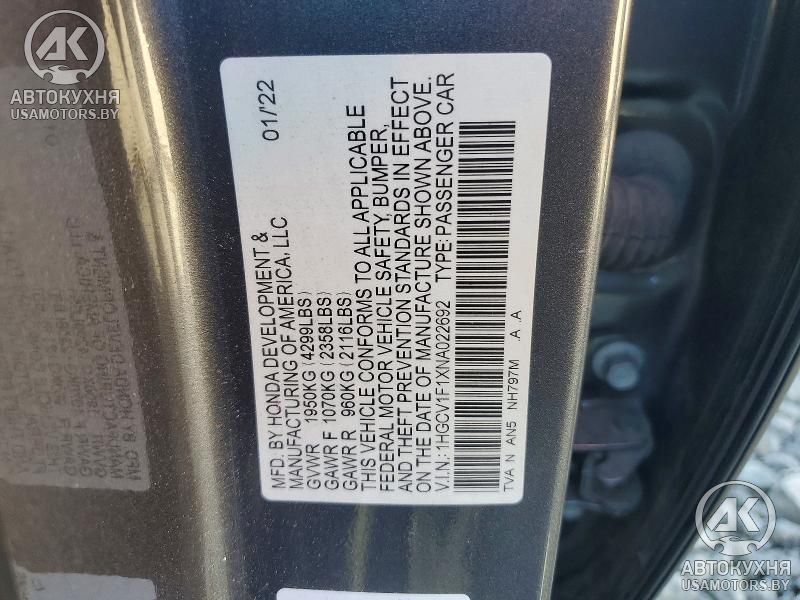 АК
АВТОКУХНЯ
USAMOTORS.BY
MFD. BY HONDA DEVELOPMENT & 01/22
MANUFACTURING OF AMERICA, LLC
GVWR 1950KG (4299LBS)
GAWR F 1070KG (2358LBS)
GAWR R 960KG (2116LBS)
THIS VEHICLE CONFORMS TO ALL APPLICABLE
FEDERAL MOTOR VEHICLE SAFETY, BUMPER,
AND THEFT PREVENTION STANDARDS IN EFFECT
ON THE DATE OF MANUFACTURE SHOWN ABOVE.
V.I.N.: 1HGCV1F1XNA022692 TYPE:PASSENGER CAR
TVA N AN5 NH797M .A .A
АК
АВТОКУХНЯ
USAMOTORS.BY